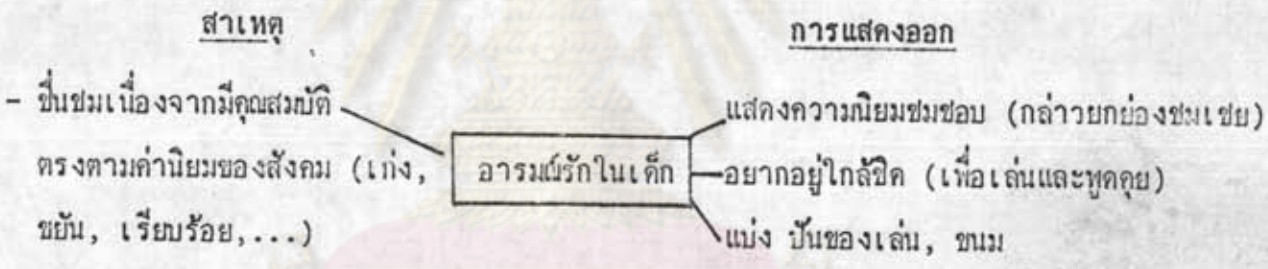 สาเหตุ
การแสดงออก
- ชื่นชมเนื่องจากมีคุณสมบัติ
ตรงตามค่านิยมของสังคม (เก่ง,
ขยัน, เรียบร้อย,...)
อารมณ์รักในเด็ก
แสดงความนิยมชมชอบ (กล่าวยกย่องชมเชย)
อยากอยู่ใกล้ชิด (เพื่อเล่นและพูดคุย)
แบ่ง ปันของเล่น, ขนม